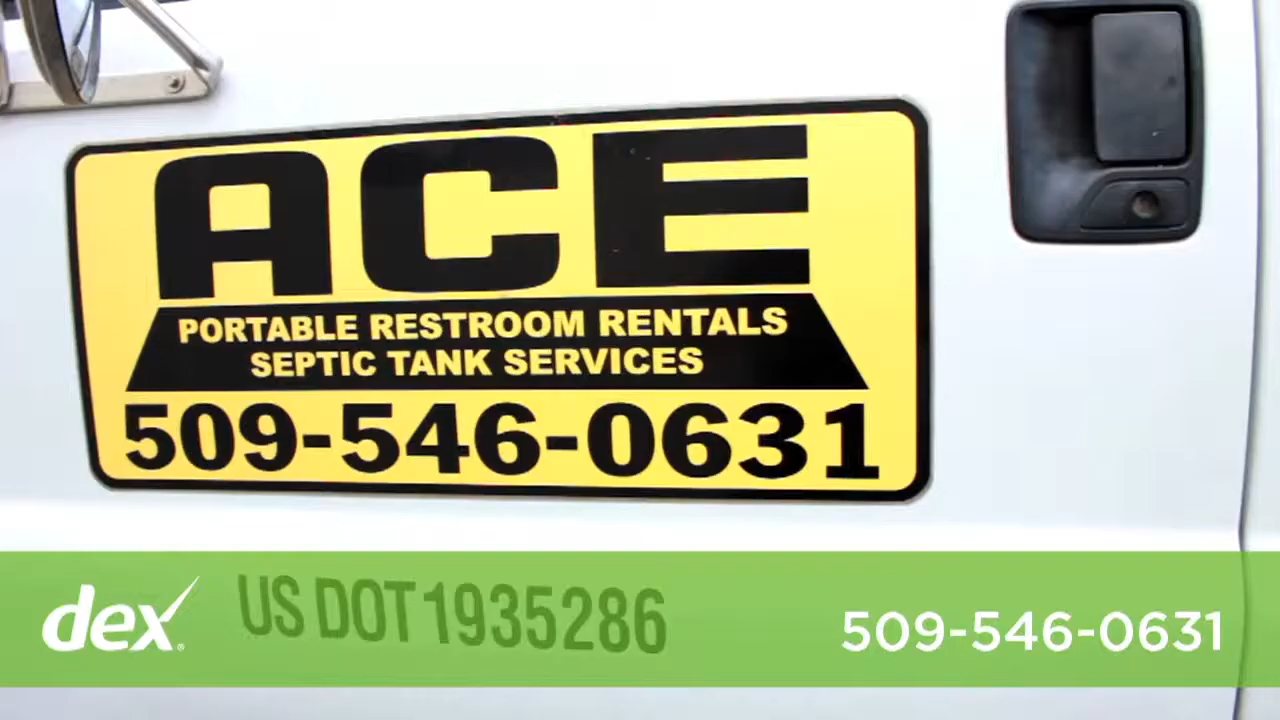 ACE
PORTABLE RESTROOM RENTALS
SEPTIC TANK SERVICES
509-546-0631
dex
US DOT 1935286
509-546-0631